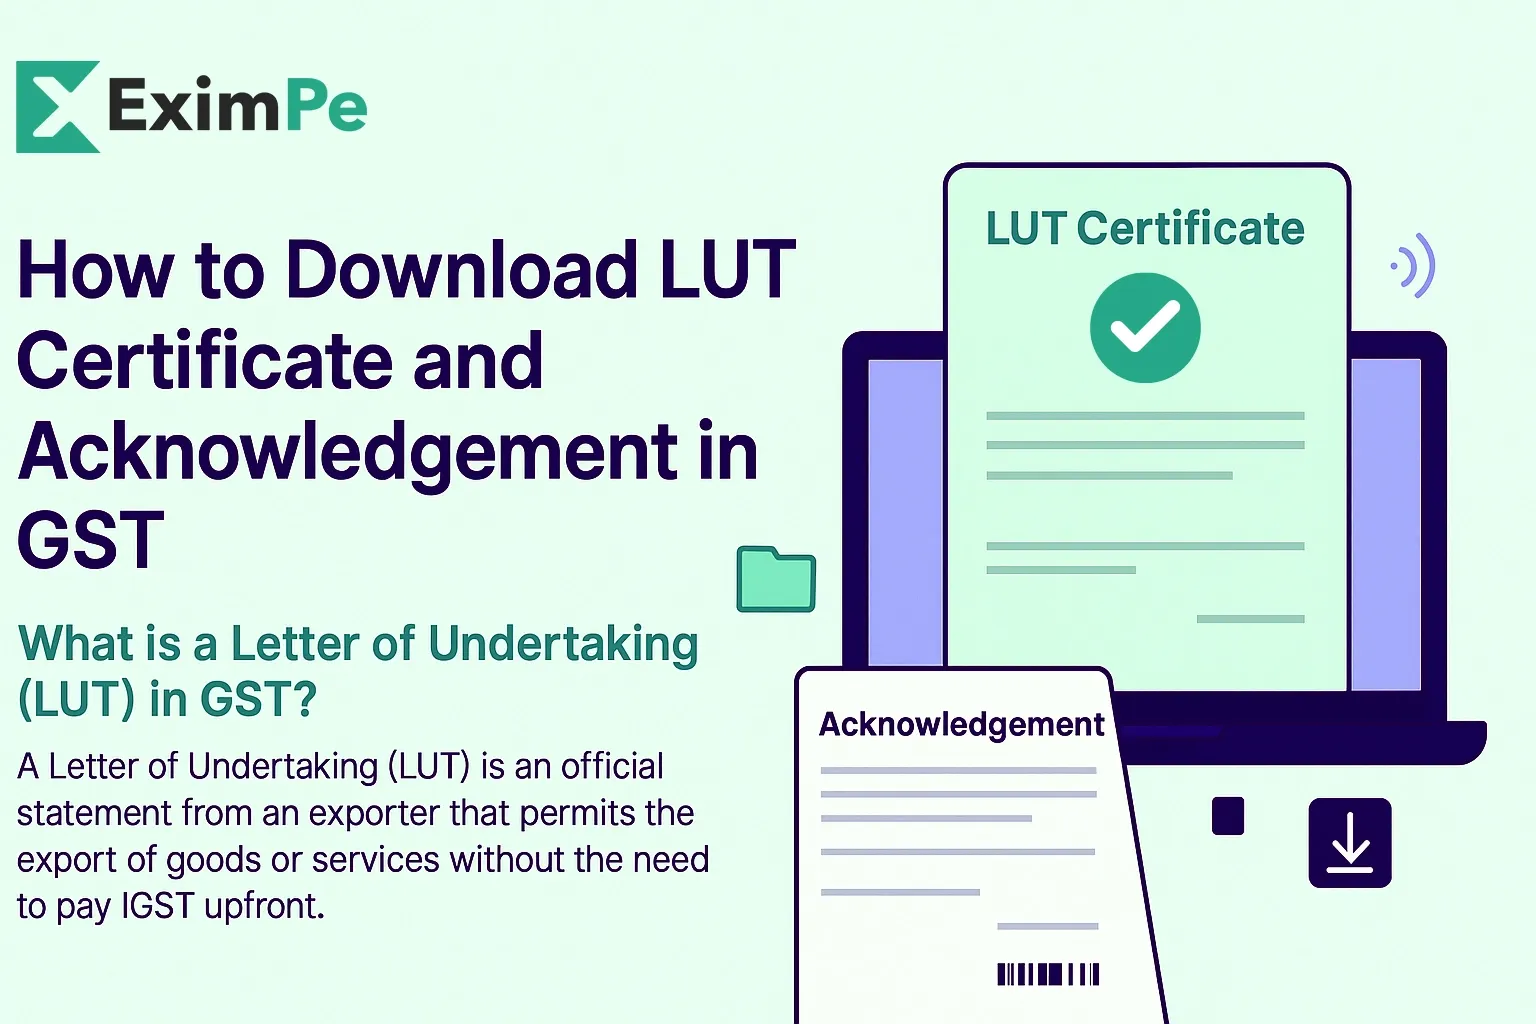 EximPe
How to Download LUT
Certificate and
Acknowledgement in
GST
What is a Letter of Undertaking
(LUT) in GST?
A Letter of Undertaking (LUT) is an official
statement from an exporter that permits the
export of goods or services without the need
to pay IGST upfront.
LUT Certificate
Acknowledgement